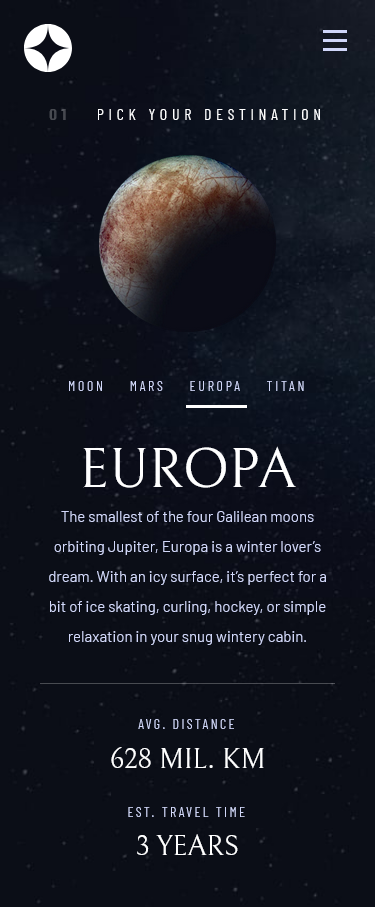 01 PICK YOUR DESTINATION
MOON MARS EUROPA TITAN
EUROPA
The smallest of the four Galilean moons
orbiting Jupiter, Europa is a winter lover’s
dream. With an icy surface, it’s perfect for a
bit of ice skating, curling, hockey, or simple
relaxation in your snug wintery cabin.
AVG. DISTANCE
628 MIL. KM
EST. TRAVEL TIME
3 YEARS